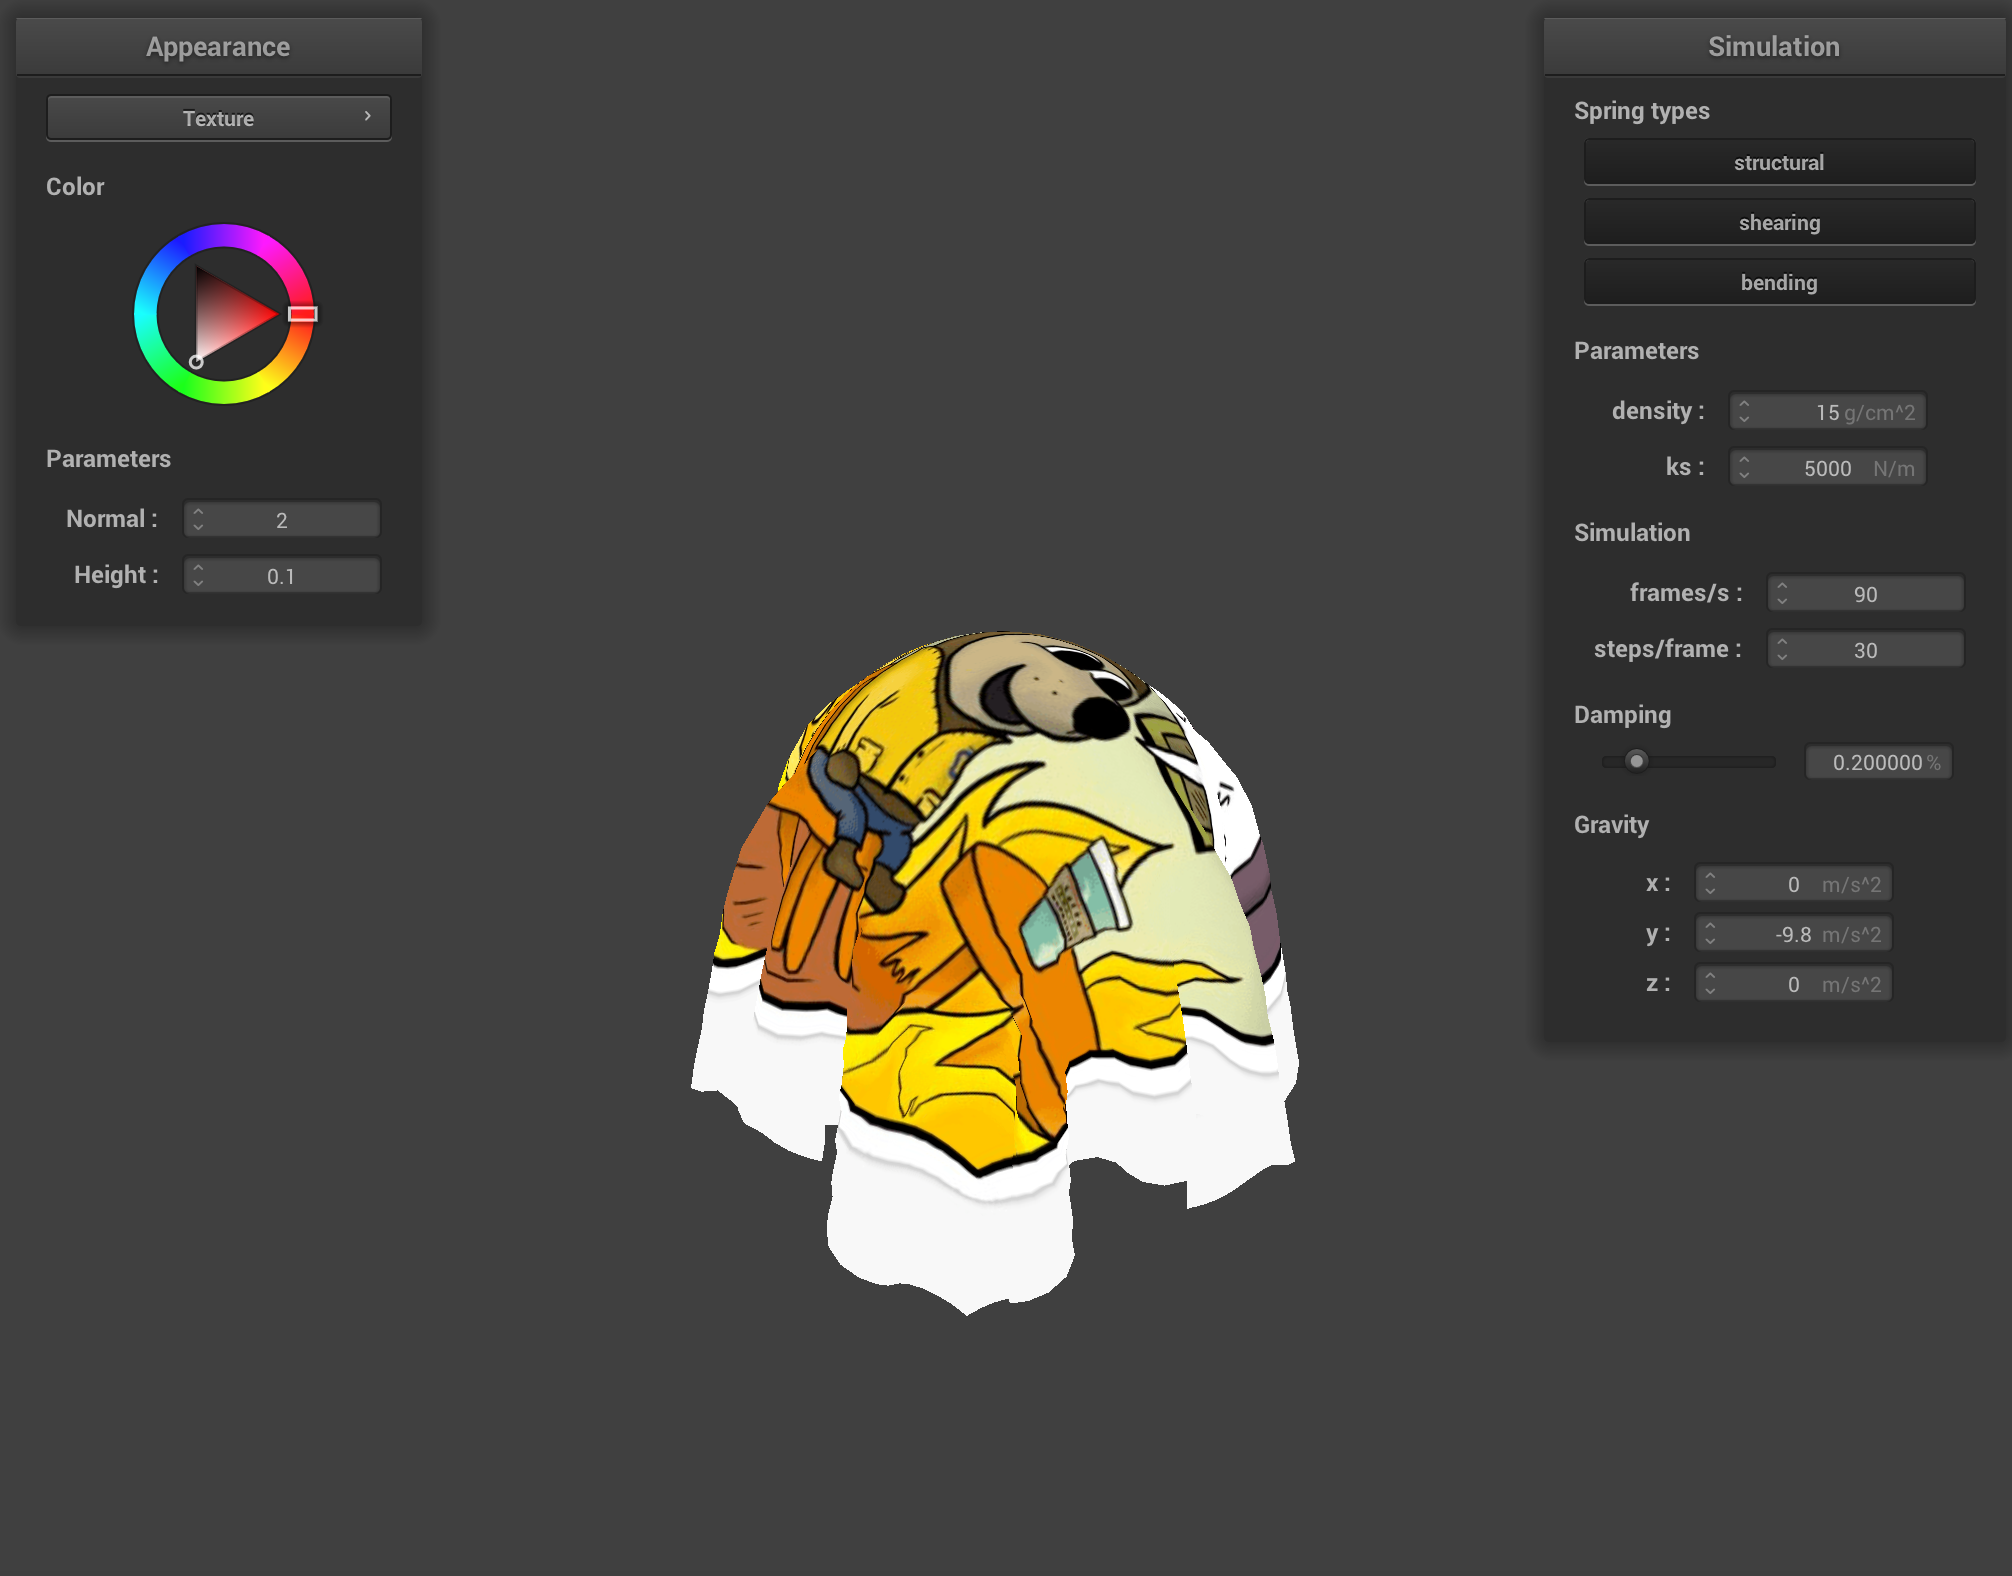 Appearance
Texture
Color
Parameters
Normal : 2
Height : 0.1
Simulation
Spring types
structural
shearing
bending
Parameters
density : 15 g/cm^2
ks : 5000 N/m
Simulation
frames/s : 90
steps/frame : 30
Damping
0.200000 %
Gravity
x : 0 m/s^2
y : -9.8 m/s^2
z : 0 m/s^2